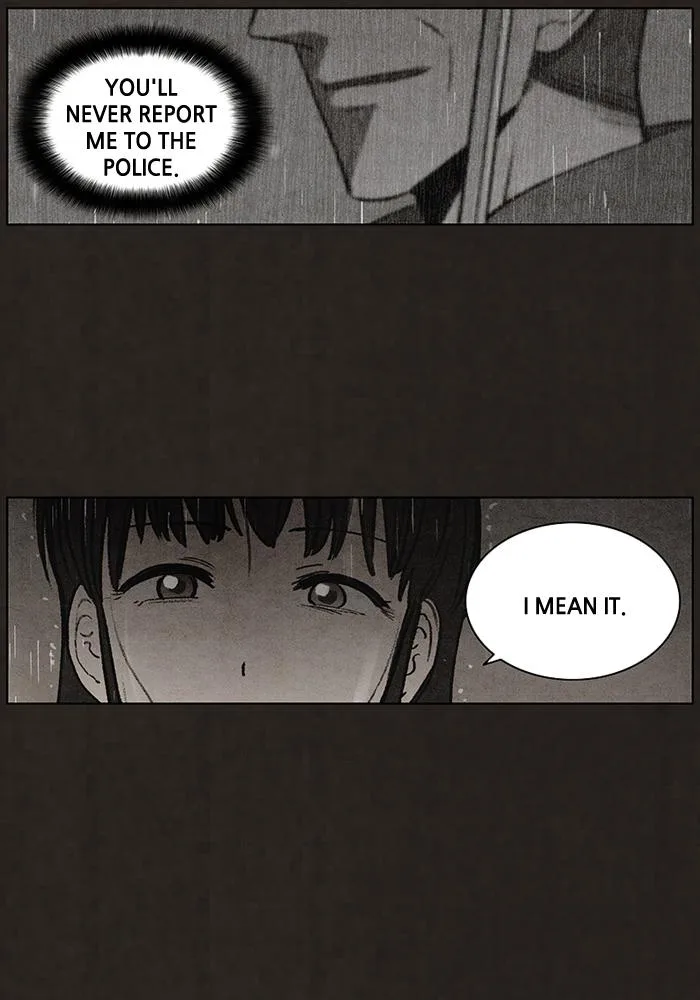 YOU'LL
NEVER REPORT
ME TO THE
POLICE.
I MEAN IT.